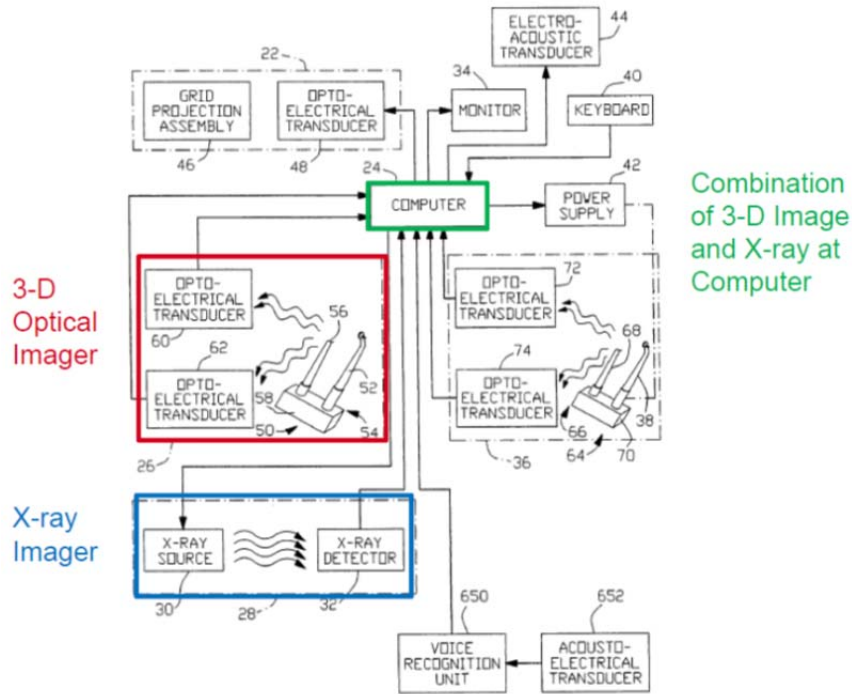 ELECTRO-
ACOUSTIC
TRANSDUCER
44
22
34
40
GRID
PROJECTION
ASSEMBLY
OPTO-
ELECTRICAL
TRANSDUCER
MONITOR
KEYBOARD
46
48
24
42
COMPUTER
POWER
SUPPLY
Combination
of 3-D Image
and X-ray at
Computer
3-D
Optical
Imager
OPTO-
ELECTRICAL
TRANSDUCER
60
56
62
OPTO-
ELECTRICAL
TRANSDUCER
58
52
50
54
26
OPTO-
ELECTRICAL
TRANSDUCER
72
68
74
OPTO-
ELECTRICAL
TRANSDUCER
66
38
64
70
36
X-ray
Imager
X-RAY
SOURCE
X-RAY
DETECTOR
30
28
32
650
652
VOICE
RECOGNITION
UNIT
ACOUSTO-
ELECTRICAL
TRANSDUCER